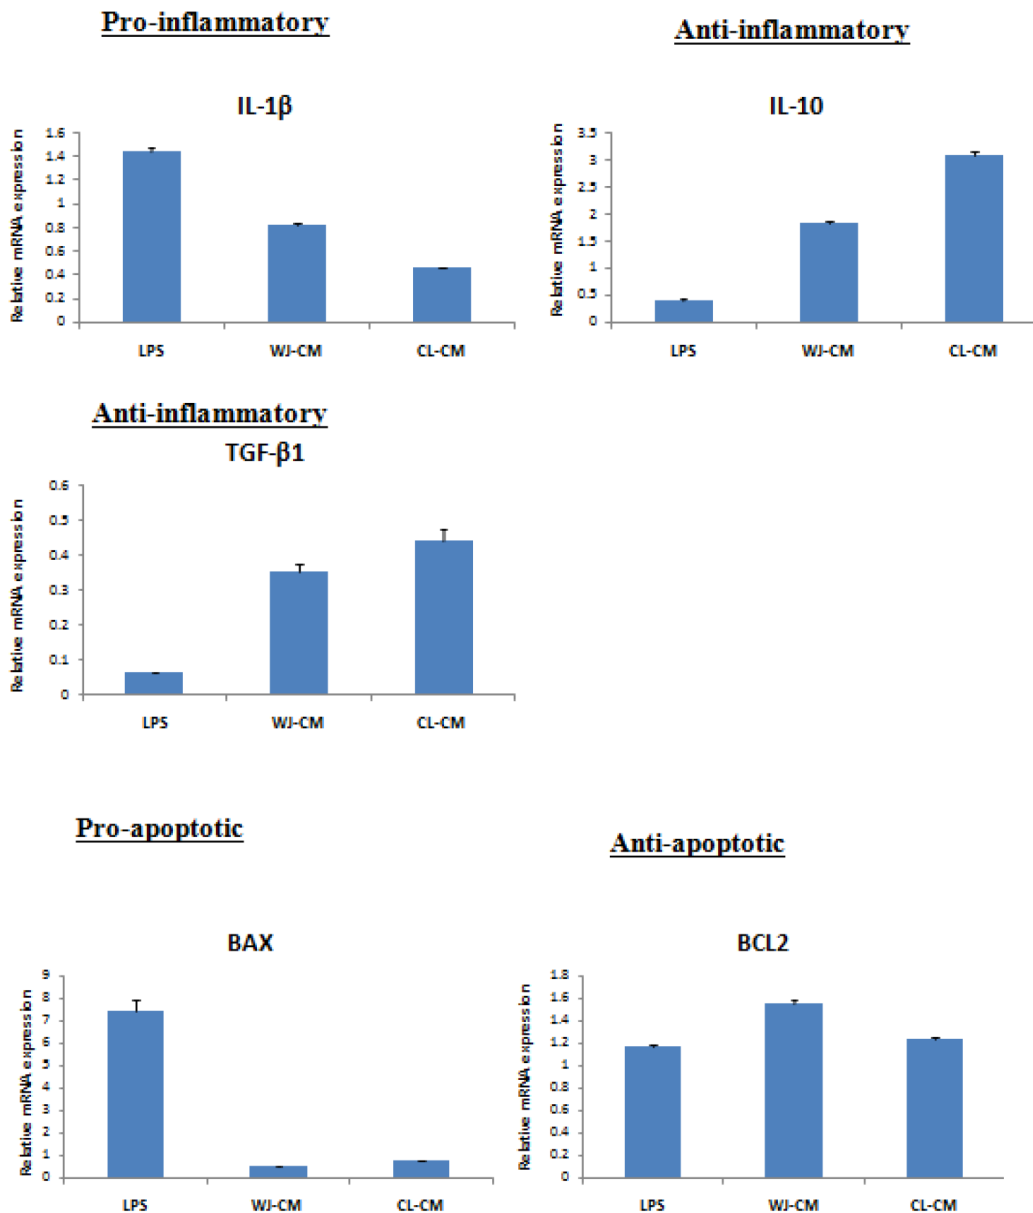 Pro-inflammatory
Anti-inflammatory
IL-1β
Relative mRNA expression
1.6
1.4
1.2
1
0.8
0.6
0.4
0.2
0
LPS WJ-CM CL-CM
IL-10
Relative mRNA expression
3.5
3
2.5
2
1.5
1
0.5
0
LPS WJ-CM CL-CM
Anti-inflammatory
TGF-β1
Relative mRNA expression
0.6
0.5
0.4
0.3
0.2
0.1
0
LPS WJ-CM CL-CM
Pro-apoptotic
Anti-apoptotic
BAX
Relative mRNA expression
9
8
7
6
5
4
3
2
1
0
LPS WJ-CM CL-CM
BCL2
Relative mRNA expression
1.8
1.6
1.4
1.2
1
0.8
0.6
0.4
0.2
0
LPS WJ-CM CL-CM